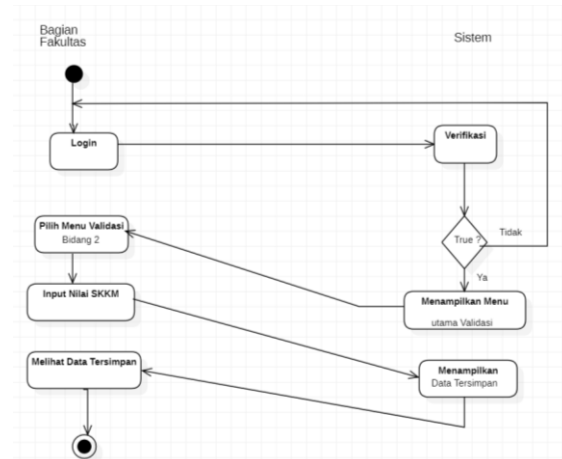 Bagian
Fakultas
Sistem
Login
Verifikasi
True ?
Tidak
Ya
Pilih Menu Validasi
Bidang 2
Menampilkan Menu
utama Validasi
Input Nilai SKKM
Melihat Data Tersimpan
Menampilkan
Data Tersimpan